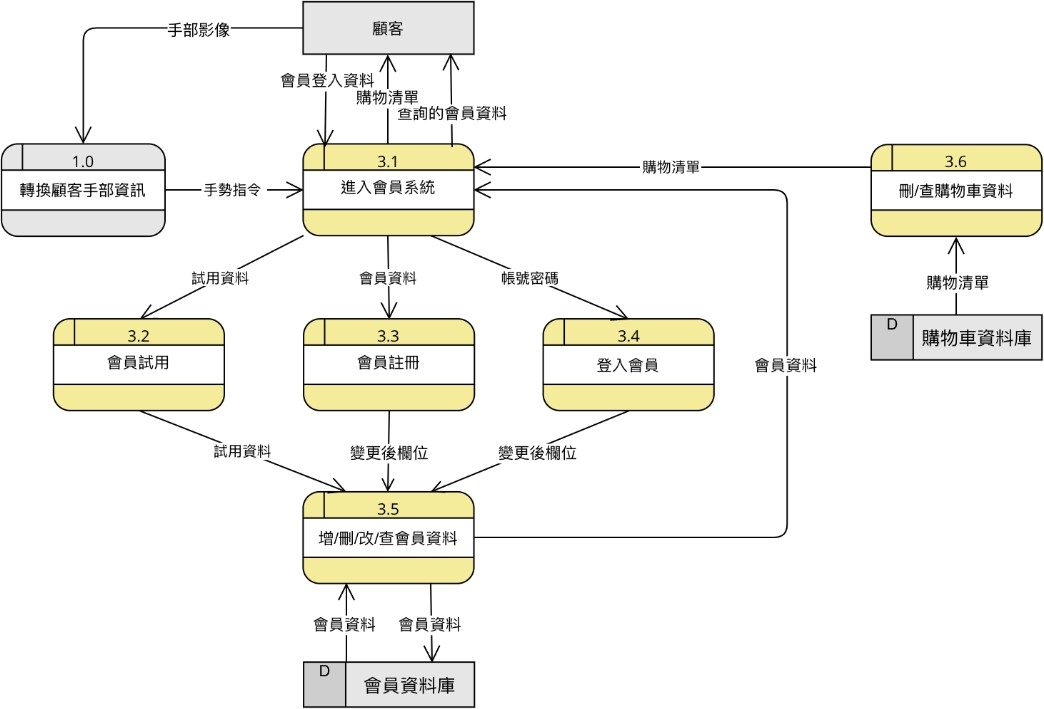 顧客
手部影像
會員登入資料
購物清單
查詢的會員資料
1.0
轉換顧客手部資訊
手勢指令
3.1
進入會員系統
購物清單
3.6
刪/查購物車資料
試用資料
會員資料
帳號密碼
購物清單
D
購物車資料庫
3.2
會員試用
3.3
會員註冊
3.4
登入會員
會員資料
試用資料
變更後欄位
變更後欄位
3.5
增/刪/改/查會員資料
會員資料
會員資料
D
會員資料庫